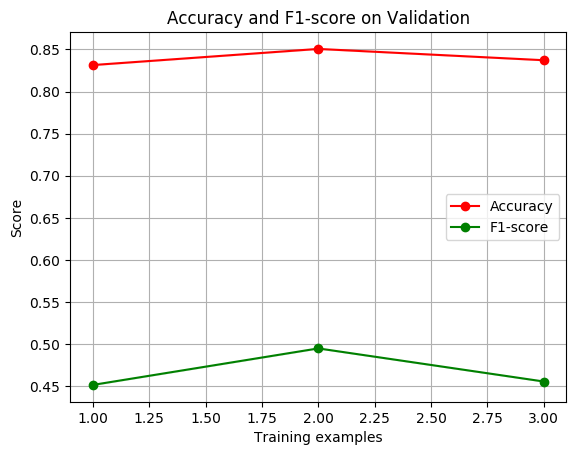 Accuracy and F1-score on Validation
0.85
0.80
0.75
0.70
0.65
0.60
0.55
0.50
0.45
Score
Accuracy
F1-score
1.00 1.25 1.50 1.75 2.00 2.25 2.50 2.75 3.00
Training examples